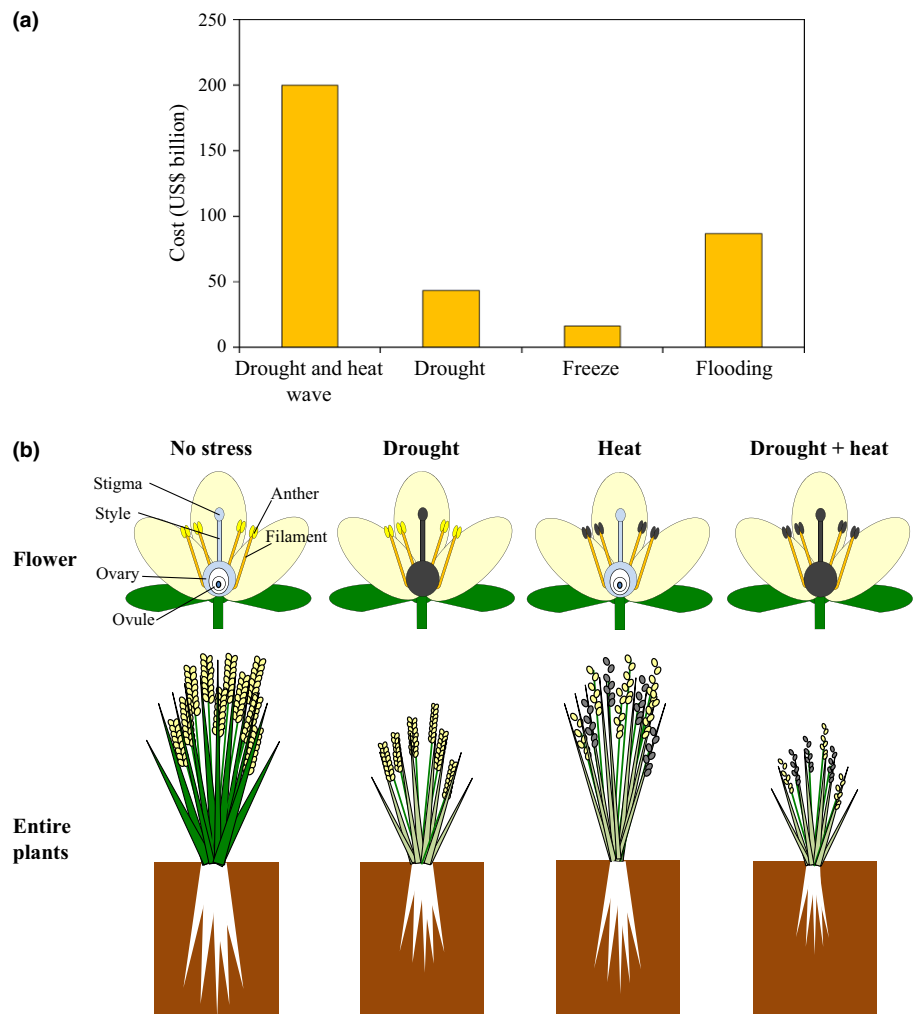 (a)
Cost (US$ billion)
250
200
150
100
50
0
Drought and heat
wave
Drought
Freeze
Flooding
(b)
No stress
Drought
Heat
Drought + heat
Flower
Stigma
Style
Ovary
Ovule
Anther
Filament
Entire
plants